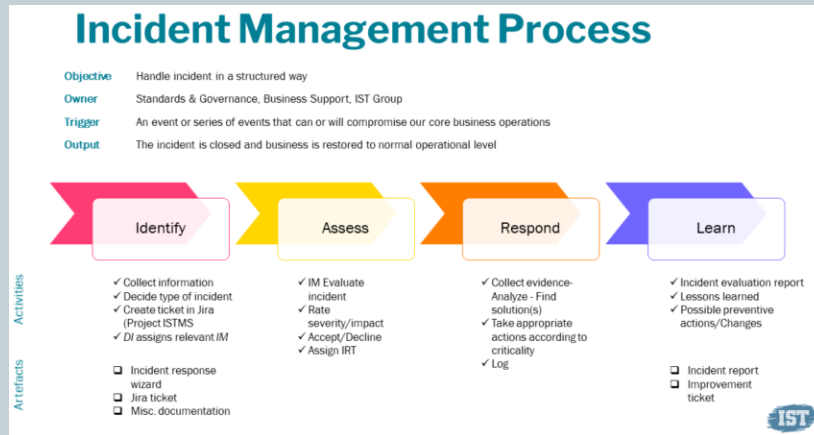 Incident Management Process
Objective Handle incident in a structured way
Owner Standards & Governance, Business Support, IST Group
Trigger An event or series of events that can or will compromise our core business operations
Output The incident is closed and business is restored to normal operational level
Identify
Assess
Respond
Learn
Activities
✓ Collect information
✓ Decide type of incident
✓ Create ticket in Jira
(Project ISTMS
✓ DI assigns relevant IM
✓ IM Evaluate
incident
✓ Rate
severity/impact
✓ Accept/Decline
✓ Assign IRT
✓ Collect evidence-
Analyze - Find
solution(s)
✓ Take appropriate
actions according to
criticality
✓ Log
✓ Incident evaluation report
✓ Lessons learned
✓ Possible preventive
actions/Changes
Artefacts
❑ Incident response
wizard
❑ Jira ticket
❑ Misc. documentation
❑ Incident report
❑ Improvement
ticket
IST